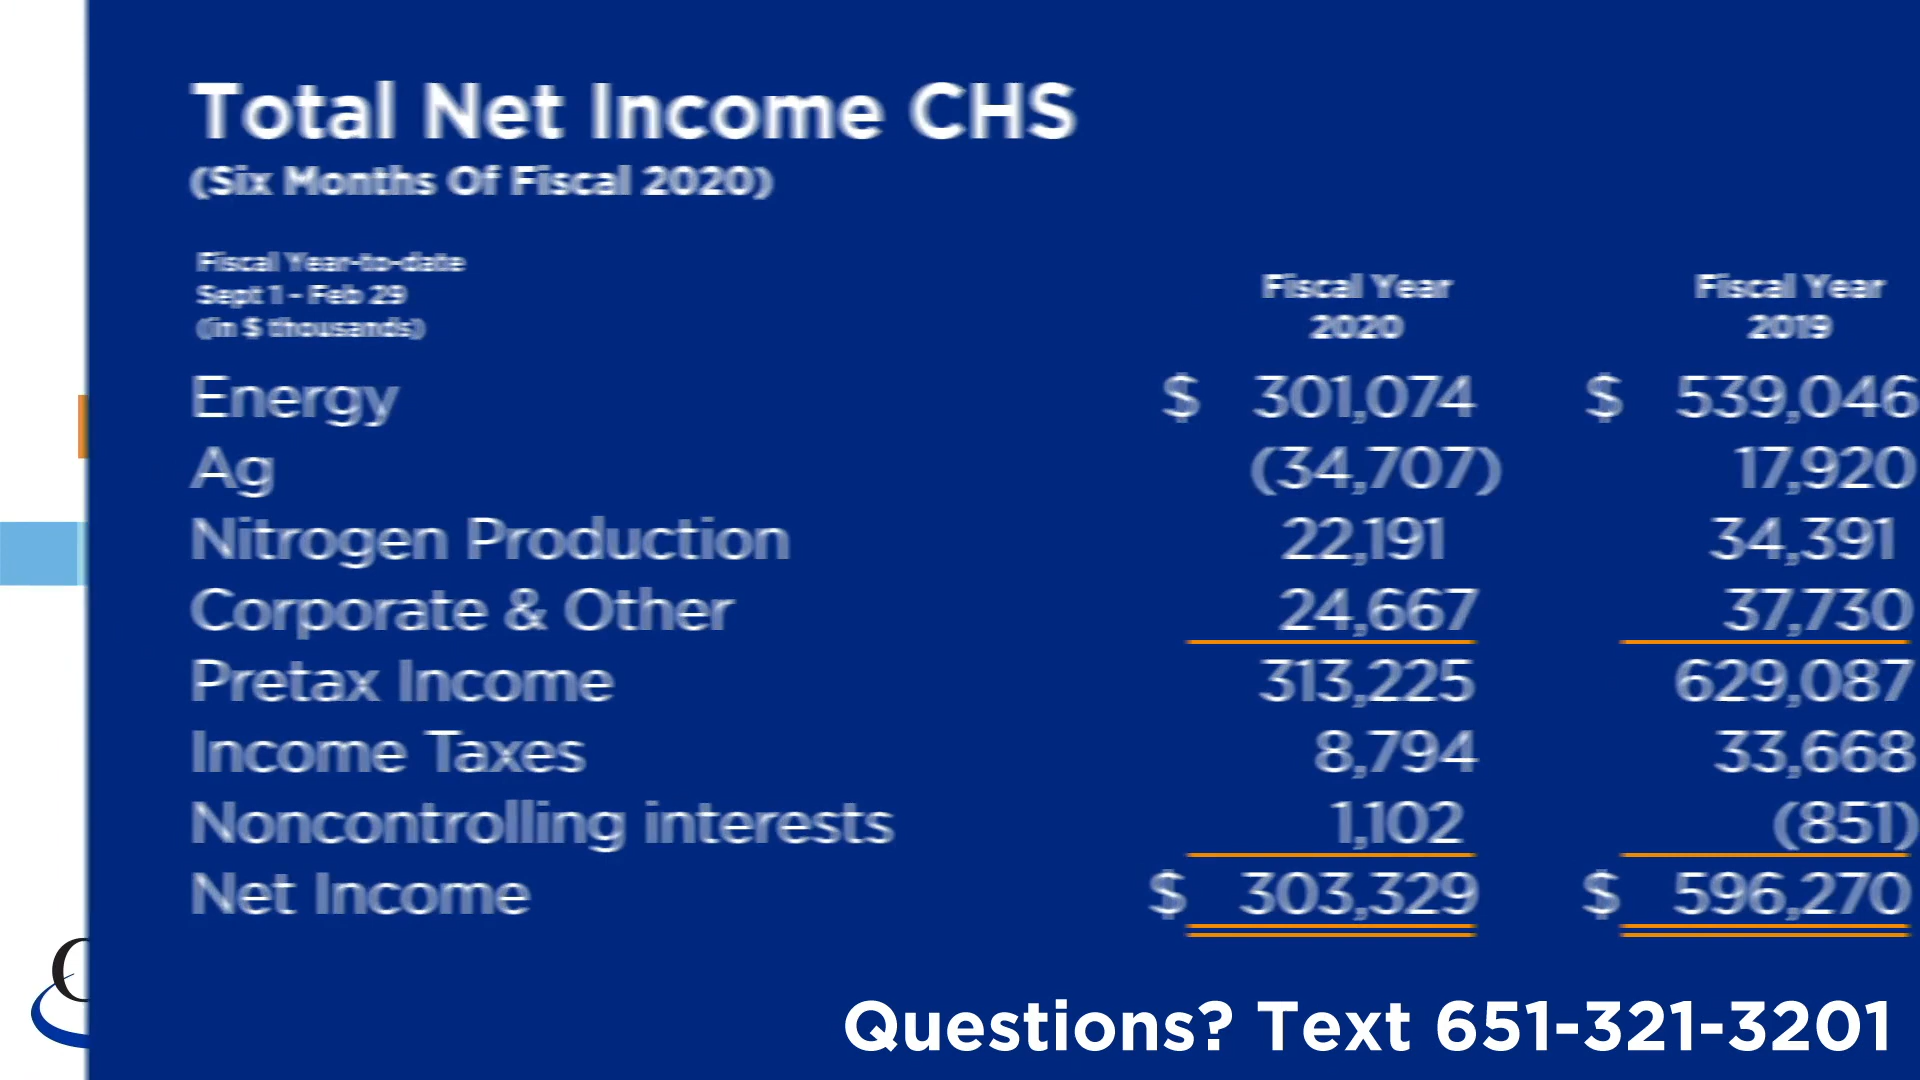 Total Net Income CHS
(Six Months Of Fiscal 2020)
Fiscal Year-to-date
Sept 1 - Feb 29
(in $ thousands)
Fiscal Year 2020
Fiscal Year 2019
Energy $ 301,074 $ 539,046
Ag (34,707) 17,920
Nitrogen Production 22,191 34,391
Corporate & Other 24,667 37,730
Pretax Income 313,225 629,087
Income Taxes 8,794 33,668
Noncontrolling interests 1,102 (851)
Net Income $ 303,329 $ 596,270
Questions? Text 651-321-3201